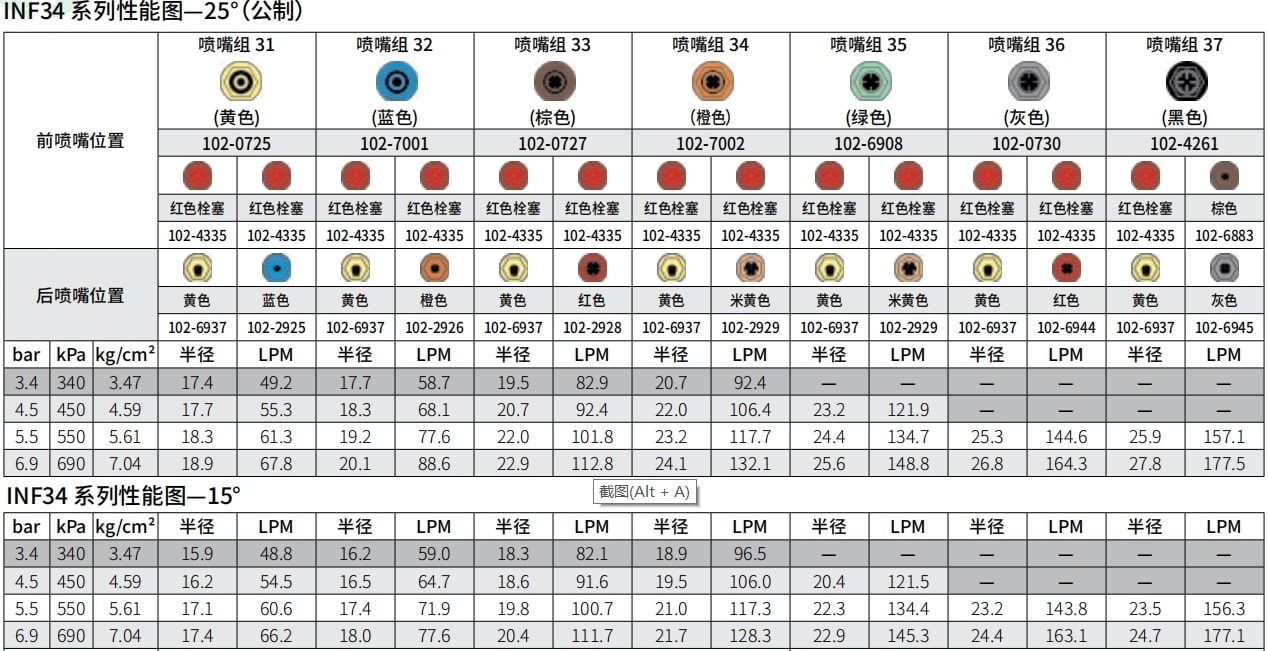 INF34 系列性能图—25°（公制）
喷嘴组 31 喷嘴组 32 喷嘴组 33 喷嘴组 34 喷嘴组 35 喷嘴组 36 喷嘴组 37
(黄色) (蓝色) (棕色) (橙色) (绿色) (灰色) (黑色)
前喷嘴位置
102-0725 102-7001 102-0727 102-7002 102-6908 102-0730 102-4261
红色栓塞 红色栓塞 红色栓塞 红色栓塞 红色栓塞 红色栓塞 红色栓塞 红色栓塞 红色栓塞 红色栓塞 红色栓塞 红色栓塞 红色栓塞 棕色
102-4335 102-4335 102-4335 102-4335 102-4335 102-4335 102-4335 102-4335 102-4335 102-4335 102-4335 102-4335 102-4335 102-6883
后喷嘴位置
黄色 蓝色 黄色 橙色 黄色 红色 黄色 米黄色 黄色 米黄色 黄色 红色 黄色 灰色
102-6937 102-2925 102-6937 102-2926 102-6937 102-2928 102-6937 102-2929 102-6937 102-2929 102-6937 102-6944 102-6937 102-6945
bar kPa kg/cm² 半径 LPM 半径 LPM 半径 LPM 半径 LPM 半径 LPM 半径 LPM 半径 LPM
3.4 340 3.47 17.4 49.2 17.7 58.7 19.5 82.9 20.7 92.4 — — — — — —
4.5 450 4.59 17.7 55.3 18.3 68.1 20.7 92.4 22.0 106.4 23.2 121.9 — — — —
5.5 550 5.61 18.3 61.3 19.2 77.6 22.0 101.8 23.2 117.7 24.4 134.7 25.3 144.6 25.9 157.1
6.9 690 7.04 18.9 67.8 20.1 88.6 22.9 112.8 24.1 132.1 25.6 148.8 26.8 164.3 27.8 177.5
截图(Alt + A)
INF34 系列性能图—15°
bar kPa kg/cm² 半径 LPM 半径 LPM 半径 LPM 半径 LPM 半径 LPM 半径 LPM 半径 LPM
3.4 340 3.47 15.9 48.8 16.2 59.0 18.3 82.1 18.9 96.5 — — — — — —
4.5 450 4.59 16.2 54.5 16.5 64.7 18.6 91.6 19.5 106.0 20.4 121.5 — — — —
5.5 550 5.61 17.1 60.6 17.4 71.9 19.8 100.7 21.0 117.3 22.3 134.4 23.2 143.8 23.5 156.3
6.9 690 7.04 17.4 66.2 18.0 77.6 20.4 111.7 21.7 128.3 22.9 145.3 24.4 163.1 24.7 177.1